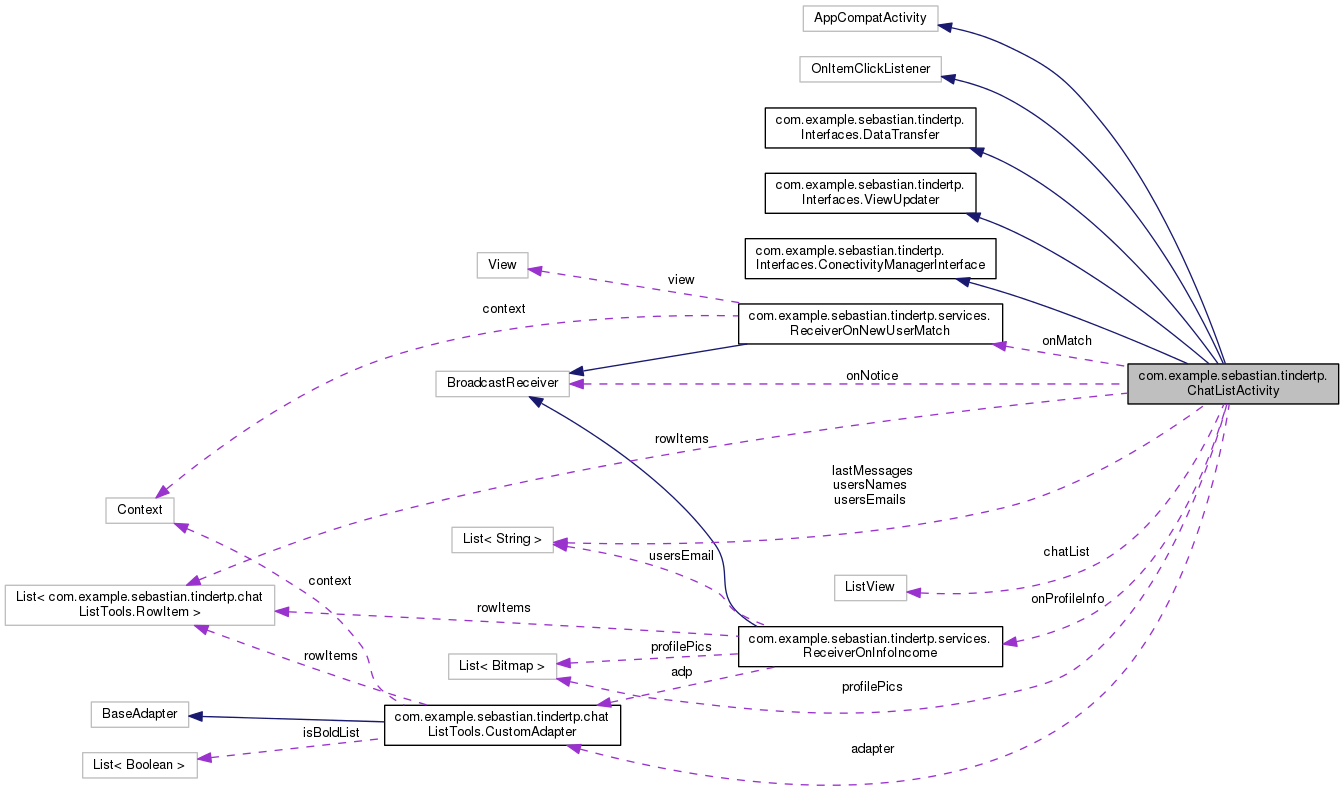 AppCompatActivity
OnItemClickListener
com.example.sebastian.tindertp.
Interfaces.DataTransfer
com.example.sebastian.tindertp.
Interfaces.ViewUpdater
com.example.sebastian.tindertp.
Interfaces.ConectivityManagerInterface
View
view
context
com.example.sebastian.tindertp.services.
ReceiverOnNewUserMatch
onMatch
BroadcastReceiver
onNotice
com.example.sebastian.tindertp.
ChatListActivity
rowItems
lastMessages
usersNames
usersEmails
Context
List< String >
usersEmail
chatList
context
ListView
List< com.example.sebastian.tindertp.chat
ListTools.RowItem >
rowItems
onProfileInfo
com.example.sebastian.tindertp.services.
ReceiverOnInfoIncome
rowItems
List< Bitmap >
profilePics
adp
profilePics
BaseAdapter
com.example.sebastian.tindertp.chat
ListTools.CustomAdapter
isBoldList
adapter
List< Boolean >